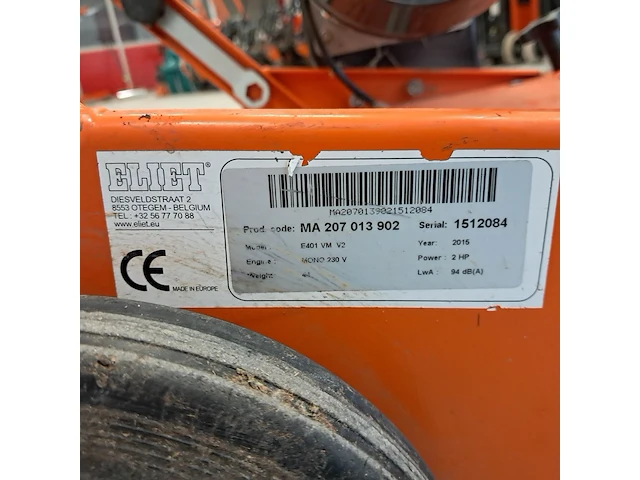 ELIET®
DIESVELDSTRAAT 2
8553 OTEGEM - BELGIUM
TEL: +32 56 77 70 88
www.eliet.eu
CE
MADE IN EUROPE
MA2070139021512084
Prod. code: MA 207 013 902 Serial: 1512084
Model: E401 VM V2 Year: 2015
Engine: MONO 230 V Power: 2 HP
Weight: LwA: 94 dB(A)